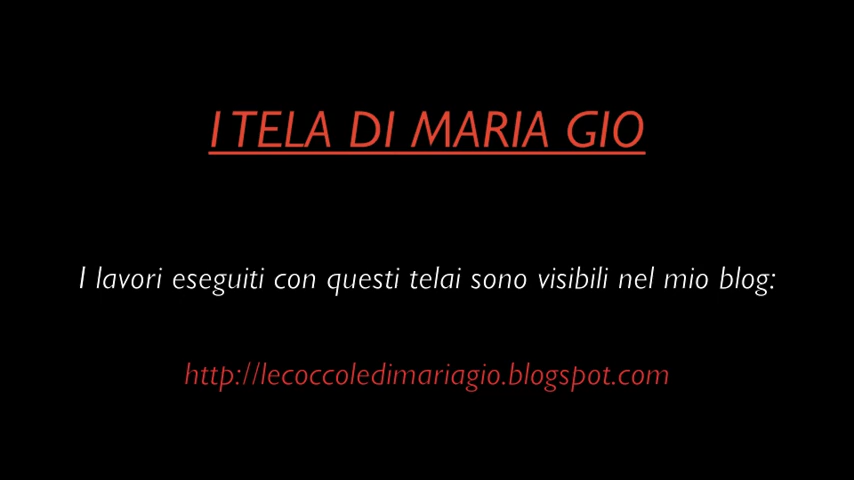 I TELA DI MARIA GIO
I lavori eseguiti con questi telai sono visibili nel mio blog:
http://lecoccoledimariagio.blogspot.com